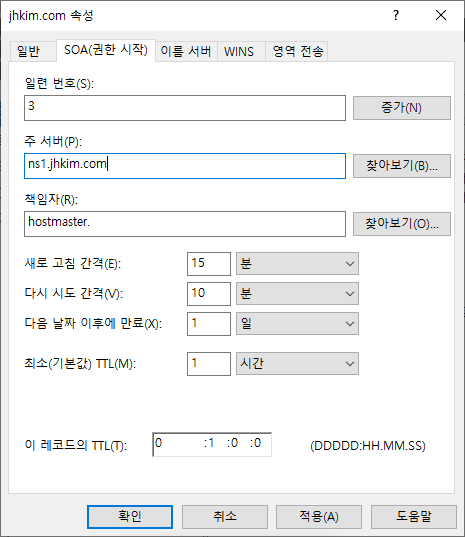 jhkim.com 속성
일반 SOA(권한 시작) 이름 서버 WINS 영역 전송
일련 번호(S):
3 증가(N)
주 서버(P):
ns1.jhkim.com 찾아보기(B)...
책임자(R):
hostmaster. 찾아보기(O)...
새로 고침 간격(E): 15 분
다시 시도 간격(V): 10 분
다음 날짜 이후에 만료(X): 1 일
최소(기본값) TTL(M): 1 시간
이 레코드의 TTL(T): 0 :1 :0 :0 (DDDDD:HH.MM.SS)
확인 취소 적용(A) 도움말